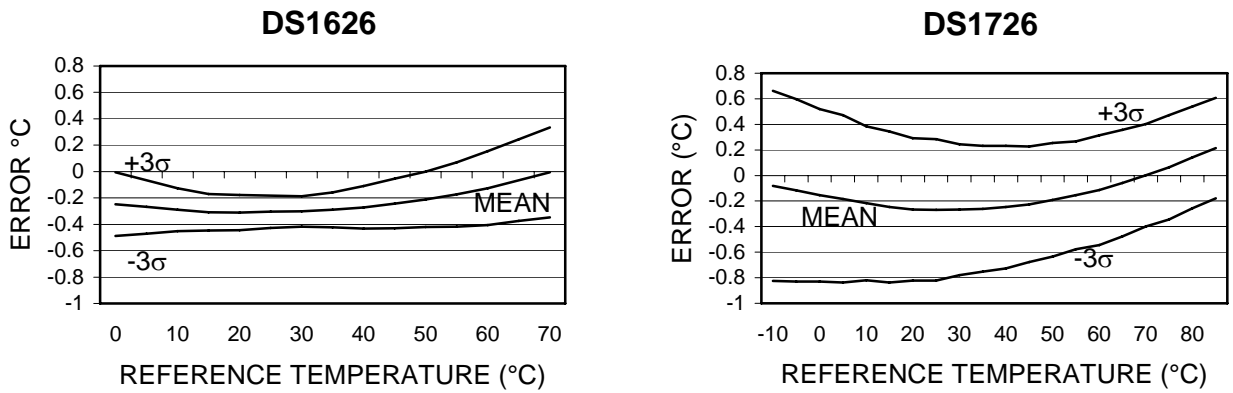 DS1626
0.8
0.6
0.4
0.2
0
-0.2
-0.4
-0.6
-0.8
-1
ERROR °C
+3σ
MEAN
-3σ
0 10 20 30 40 50 60 70
REFERENCE TEMPERATURE (°C)
DS1726
0.8
0.6
0.4
0.2
0
-0.2
-0.4
-0.6
-0.8
-1
ERROR (°C)
+3σ
MEAN
-3σ
-10 0 10 20 30 40 50 60 70 80
REFERENCE TEMPERATURE (°C)